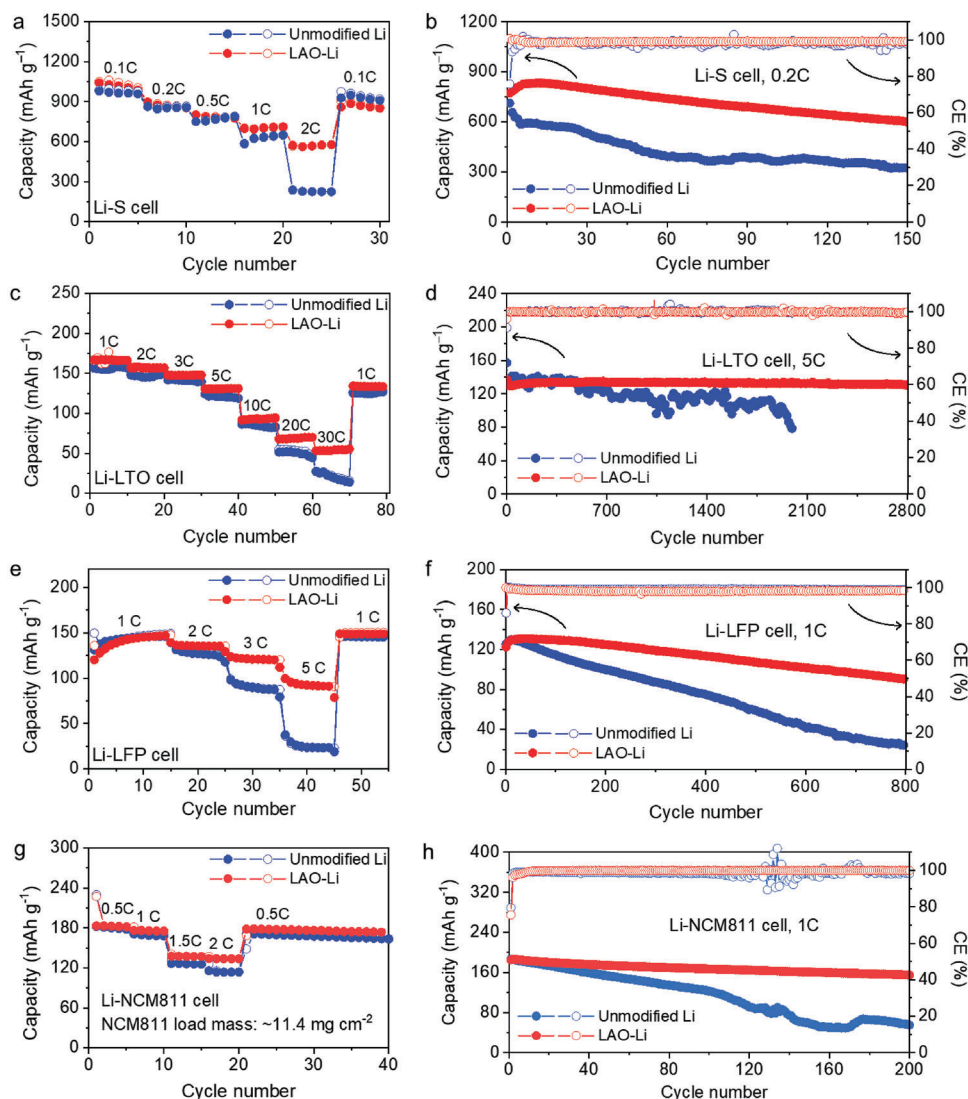 a
1500
1200
900
600
300
0
Capacity (mAh g⁻¹)
0.1C
0.2C
0.5C
1C
2C
0.1C
Unmodified Li
LAO-Li
Li-S cell
0
10
20
30
Cycle number
b
1200
1050
900
750
600
450
300
150
0
Capacity (mAh g⁻¹)
Li-S cell, 0.2C
Unmodified Li
LAO-Li
100
80
60
40
20
0
CE (%)
0
30
60
90
120
150
Cycle number
c
250
200
150
100
50
0
Capacity (mAh g⁻¹)
1C
2C
3C
5C
10C
20C
30C
1C
Unmodified Li
LAO-Li
Li-LTO cell
0
20
40
60
80
Cycle number
d
240
200
160
120
80
40
0
Capacity (mAh g⁻¹)
Li-LTO cell, 5C
Unmodified Li
LAO-Li
100
80
60
40
20
0
CE (%)
0
700
1400
2100
2800
Cycle number
e
200
150
100
50
0
Capacity (mAh g⁻¹)
1 C
2 C
3 C
5 C
1 C
Unmodified Li
LAO-Li
Li-LFP cell
0
10
20
30
40
50
Cycle number
f
200
160
120
80
40
0
Capacity (mAh g⁻¹)
Li-LFP cell, 1C
Unmodified Li
LAO-Li
100
80
60
40
20
0
CE (%)
0
200
400
600
800
Cycle number
g
300
240
180
120
60
0
Capacity (mAh g⁻¹)
0.5C
1 C
1.5C
2 C
0.5C
Unmodified Li
LAO-Li
Li-NCM811 cell
NCM811 load mass: ~11.4 mg cm⁻²
0
10
20
30
40
Cycle number
h
400
320
240
160
80
0
Capacity (mAh g⁻¹)
Li-NCM811 cell, 1C
Unmodified Li
LAO-Li
100
80
60
40
20
0
CE (%)
0
40
80
120
160
200
Cycle number